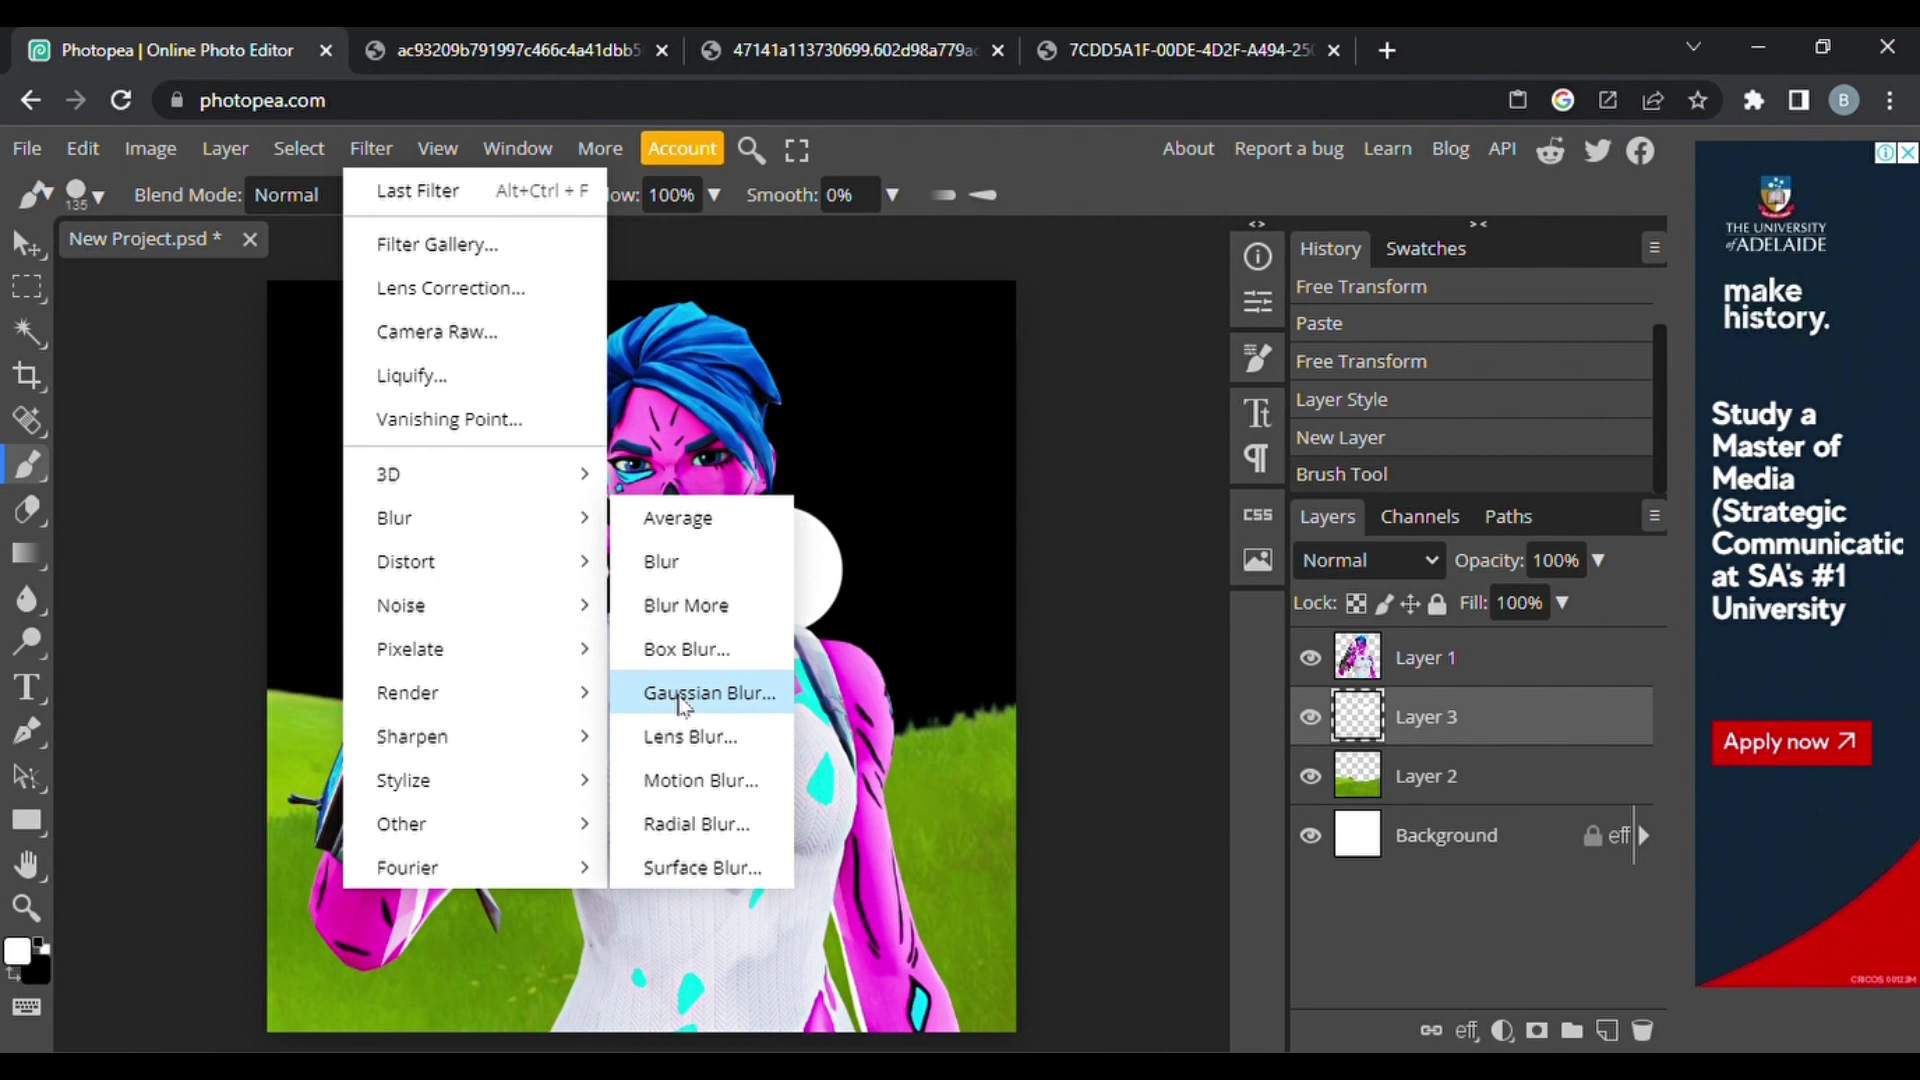 Photopea | Online Photo Editor
ac93209b791997c466c4a41dbb5
47141a113730699.602d98a779a
7CDD5A1F-00DE-4D2F-A494-25
photopea.com
B
File Edit Image Layer Select Filter View Window More Account
About Report a bug Learn Blog API
135 Blend Mode: Normal
low: 100% Smooth: 0%
New Project.psd *
Last Filter Alt+Ctrl + F
Filter Gallery...
Lens Correction...
Camera Raw...
Liquify...
Vanishing Point...
3D
Blur
Distort
Noise
Pixelate
Render
Sharpen
Stylize
Other
Fourier
Average
Blur
Blur More
Box Blur...
Gaussian Blur...
Lens Blur...
Motion Blur...
Radial Blur...
Surface Blur...
CSS
History Swatches
Free Transform
Paste
Free Transform
Layer Style
New Layer
Brush Tool
Layers Channels Paths
Normal Opacity: 100%
Lock: Fill: 100%
Layer 1
Layer 3
Layer 2
Background eff
eff
THE UNIVERSITY
of ADELAIDE
make
history.
Study a
Master of
Media
(Strategic
Communicatic
at SA's #1
University
Apply now
CRICOS 00123M